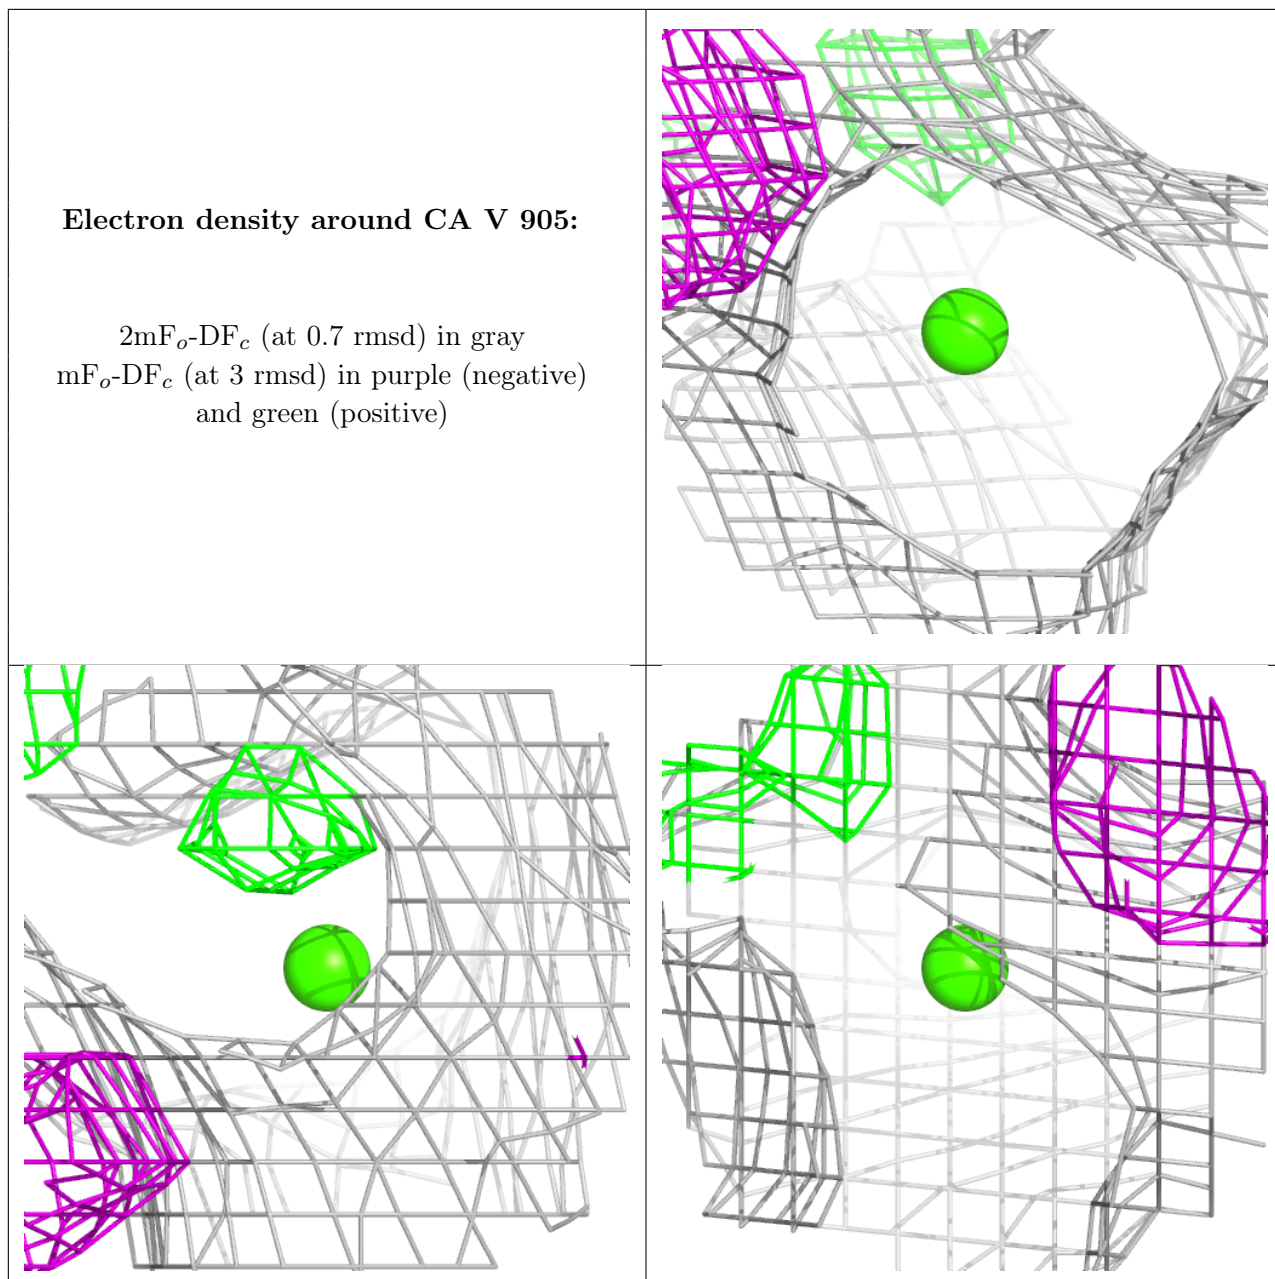 Electron density around CA V 905:
2mFo-DFc (at 0.7 rmsd) in gray
mFo-DFc (at 3 rmsd) in purple (negative)
and green (positive)